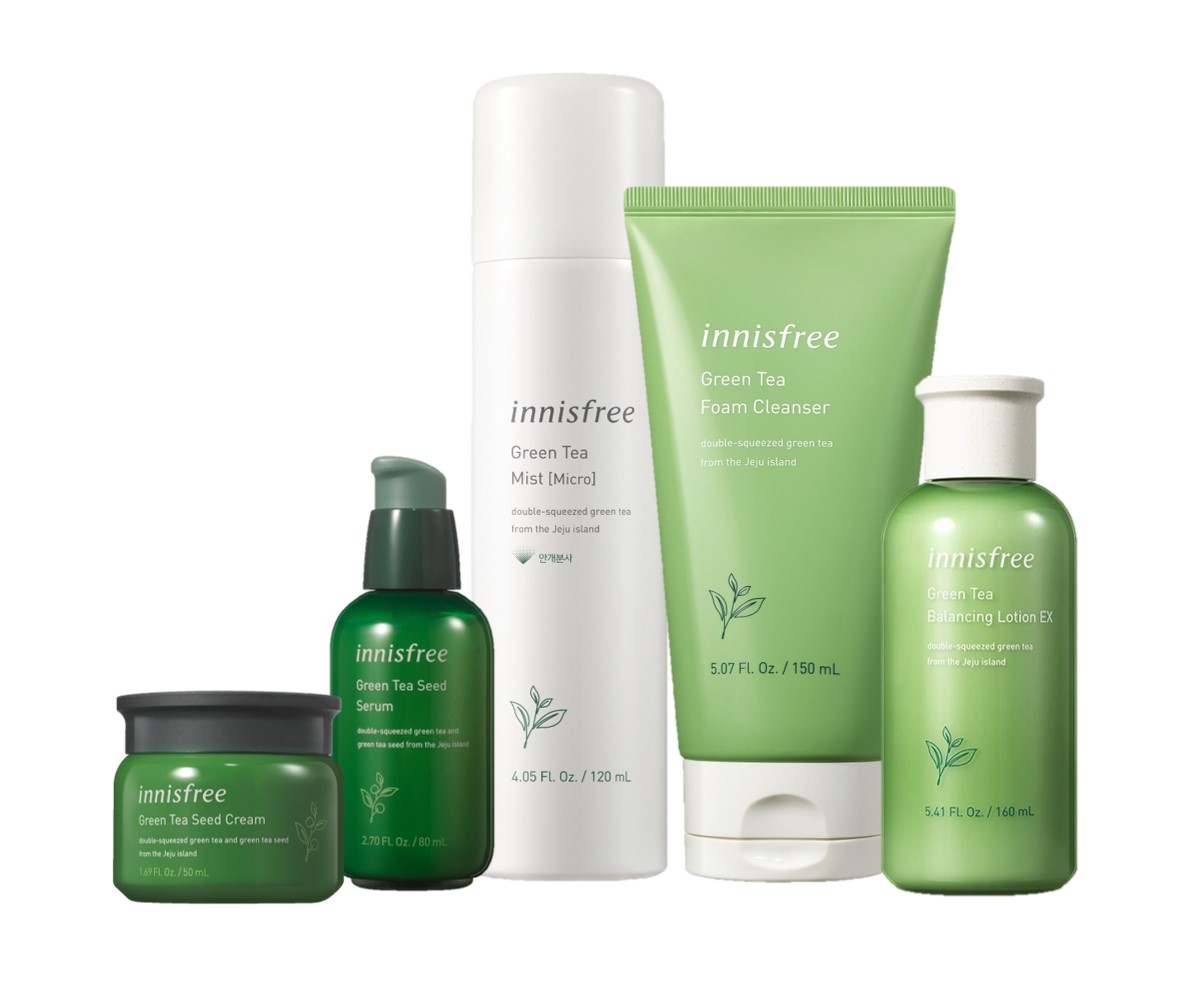 innisfree
Green Tea Seed Cream
double-squeezed green tea and green tea seed
from the Jeju island
1.69 Fl. Oz. / 50 mL
innisfree
Green Tea Seed
Serum
double-squeezed green tea and
green tea seed from the Jeju island
2.70 Fl. Oz. / 80 mL
innisfree
Green Tea
Mist [Micro]
double-squeezed green tea
from the Jeju island
안개분사
4.05 Fl. Oz. / 120 mL
innisfree
Green Tea
Foam Cleanser
double-squeezed green tea
from the Jeju island
5.07 Fl. Oz. / 150 mL
innisfree
Green Tea
Balancing Lotion EX
double-squeezed green tea
from the Jeju island
5.41 Fl. Oz. / 160 mL